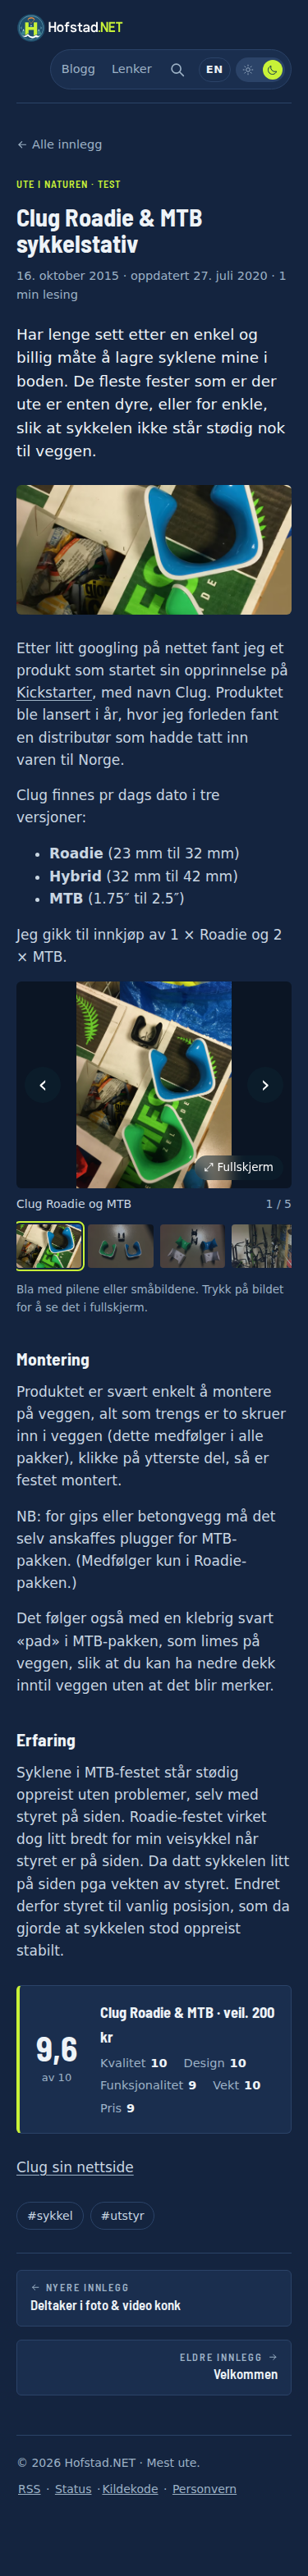 Hofstad.NET
Blogg Lenker EN
← Alle innlegg
UTE I NATUREN · TEST
Clug Roadie & MTB
sykkelstativ
16. oktober 2015 · oppdatert 27. juli 2020 · 1
min lesing
Har lenge sett etter en enkel og
billig måte å lagre syklene mine i
boden. De fleste fester som er der
ute er enten dyre, eller for enkle,
slik at sykkelen ikke står stødig nok
til veggen.
Etter litt googling på nettet fant jeg et
produkt som startet sin opprinnelse på
Kickstarter, med navn Clug. Produktet
ble lansert i år, hvor jeg forleden fant
en distributør som hadde tatt inn
varen til Norge.
Clug finnes pr dags dato i tre
versjoner:
• Roadie (23 mm til 32 mm)
• Hybrid (32 mm til 42 mm)
• MTB (1.75″ til 2.5″)
Jeg gikk til innkjøp av 1 × Roadie og 2
× MTB.
‹ ›
⤢ Fullskjerm
Clug Roadie og MTB 1 / 5
Bla med pilene eller småbildene. Trykk på bildet
for å se det i fullskjerm.
Montering
Produktet er svært enkelt å montere
på veggen, alt som trengs er to skruer
inn i veggen (dette medfølger i alle
pakker), klikke på ytterste del, så er
festet montert.
NB: for gips eller betongvegg må det
selv anskaffes plugger for MTB-
pakken. (Medfølger kun i Roadie-
pakken.)
Det følger også med en klebrig svart
«pad» i MTB-pakken, som limes på
veggen, slik at du kan ha nedre dekk
inntil veggen uten at det blir merker.
Erfaring
Syklene i MTB-festet står stødig
oppreist uten problemer, selv med
styret på siden. Roadie-festet virket
dog litt bredt for min veisykkel når
styret er på siden. Da datt sykkelen litt
på siden pga vekten av styret. Endret
derfor styret til vanlig posisjon, som da
gjorde at sykkelen stod oppreist
stabilt.
9,6
av 10
Clug Roadie & MTB · veil. 200
kr
Kvalitet 10 Design 10
Funksjonalitet 9 Vekt 10
Pris 9
Clug sin nettside
#sykkel #utstyr
← NYERE INNLEGG
Deltaker i foto & video konk
ELDRE INNLEGG →
Velkommen
© 2026 Hofstad.NET · Mest ute.
RSS · Status · Kildekode · Personvern